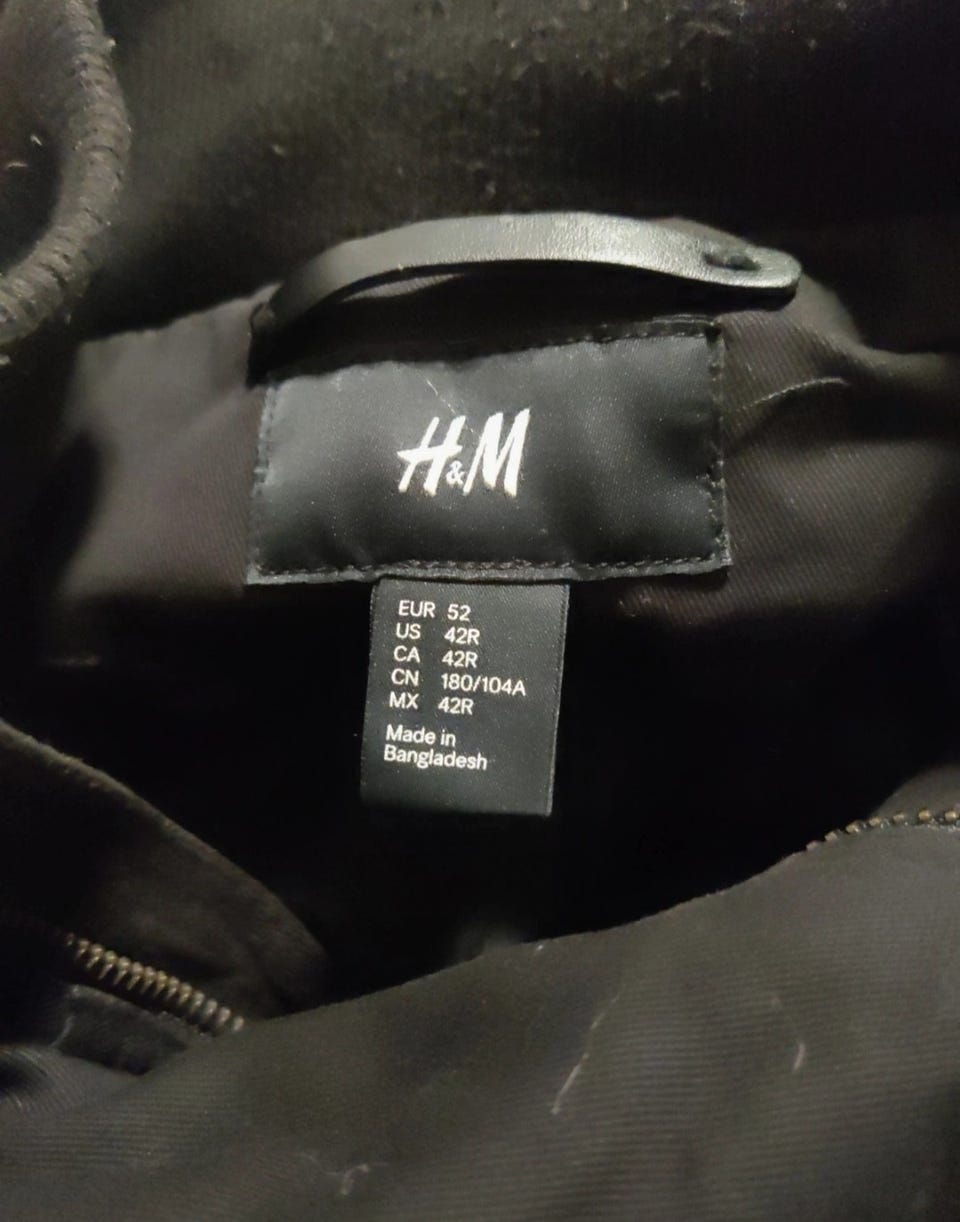 H&M
EUR 52
US 42R
CA 42R
CN 180/104A
MX 42R
Made in
Bangladesh